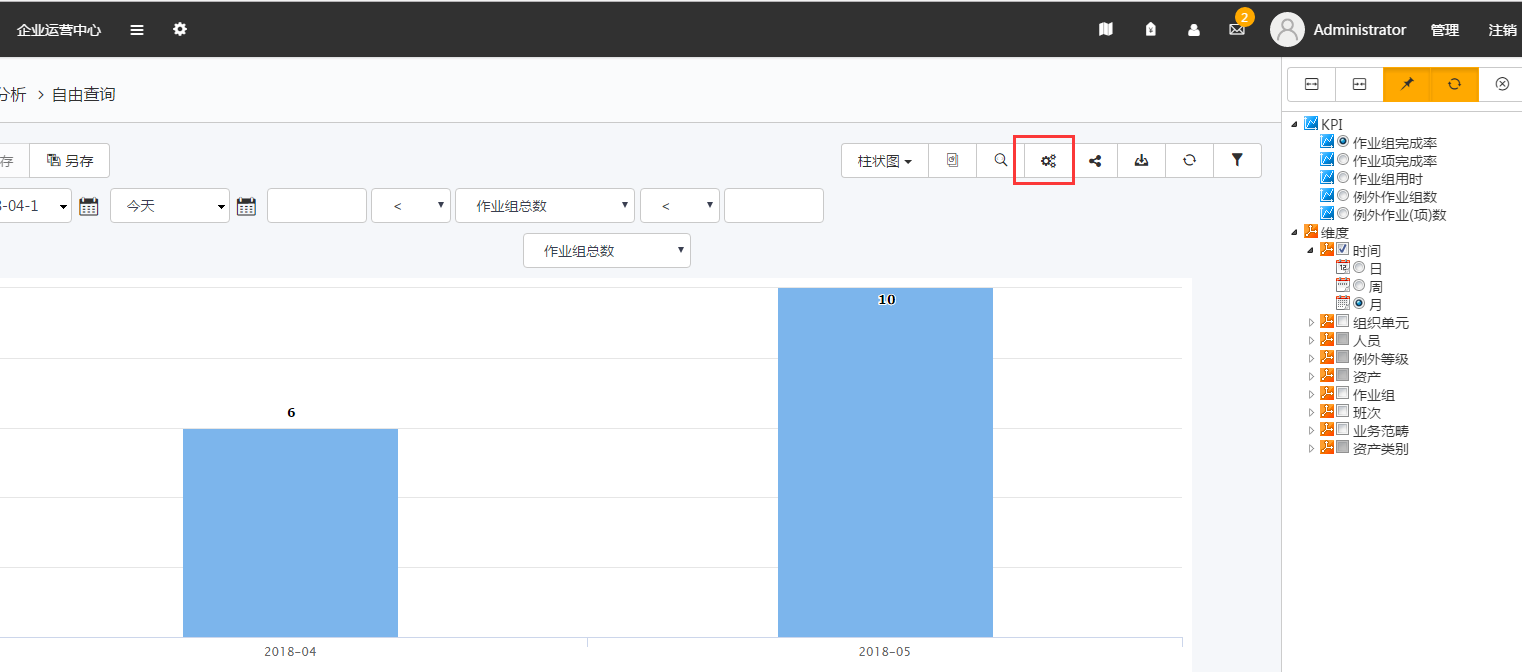 企业运营中心
2
Administrator 管理 注销
分析 > 自由查询
存 另存
柱状图
-04-1 今天 < 作业组总数 <
作业组总数
6
10
2018-04
2018-05
KPI
作业组完成率
作业项完成率
作业组用时
例外作业组数
例外作业(项)数
维度
时间
12 日
周
月
组织单元
人员
例外等级
资产
作业组
班次
业务范畴
资产类别